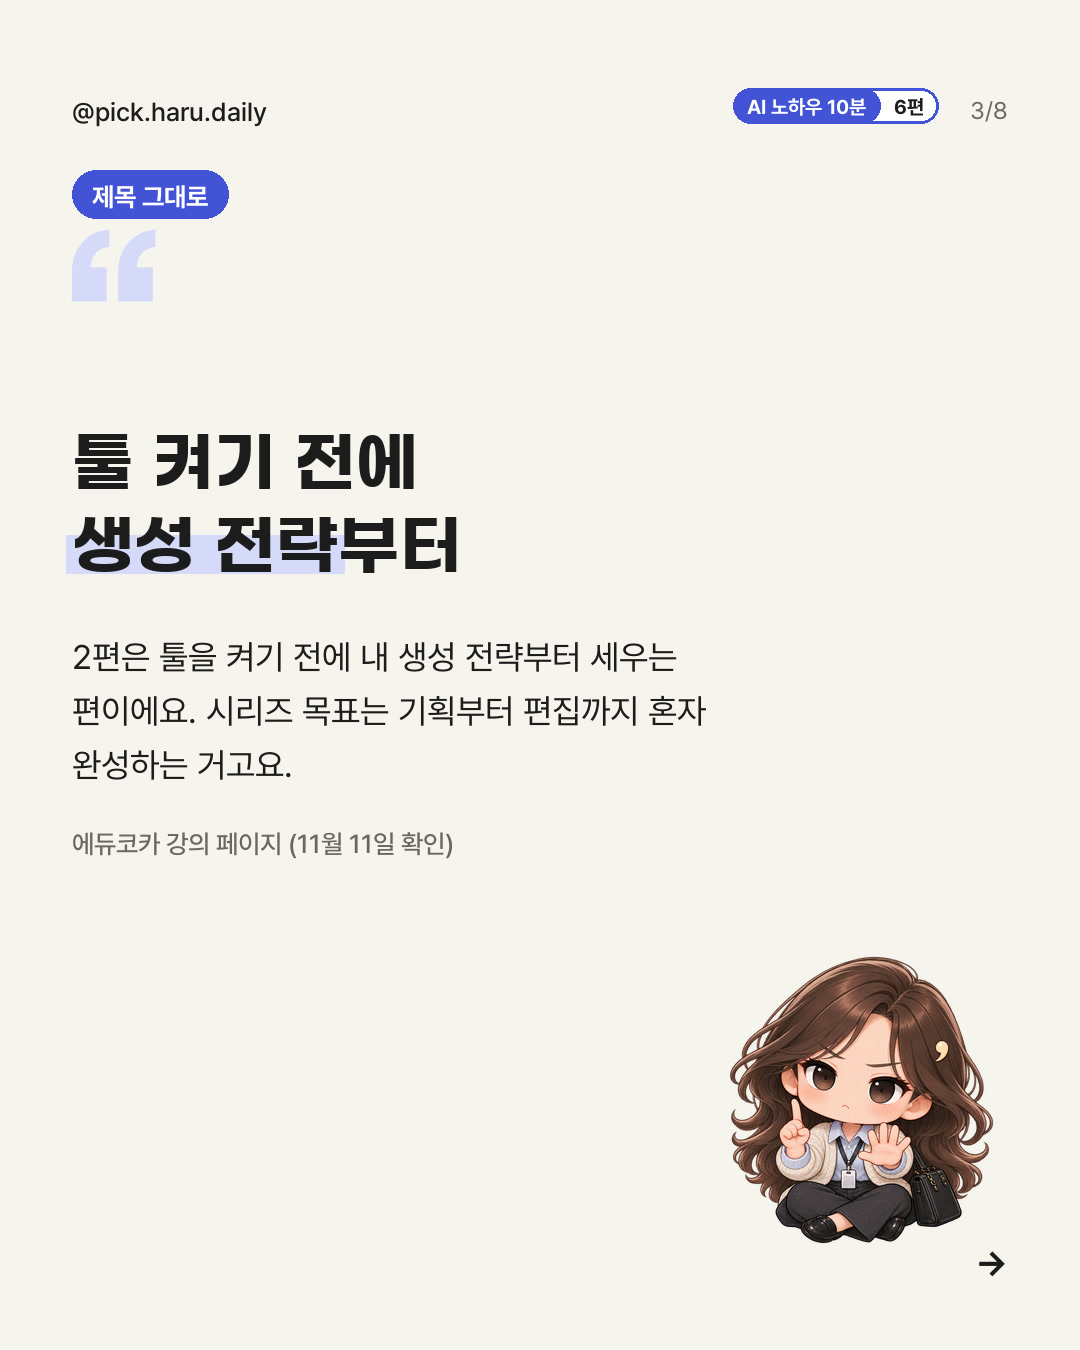 @pick.haru.daily
AI 노하우 10분 6편
3/8
제목 그대로
“
툴 켜기 전에
생성 전략부터
2편은 툴을 켜기 전에 내 생성 전략부터 세우는
편이에요. 시리즈 목표는 기획부터 편집까지 혼자
완성하는 거고요.
에듀코카 강의 페이지 (11월 11일 확인)
→